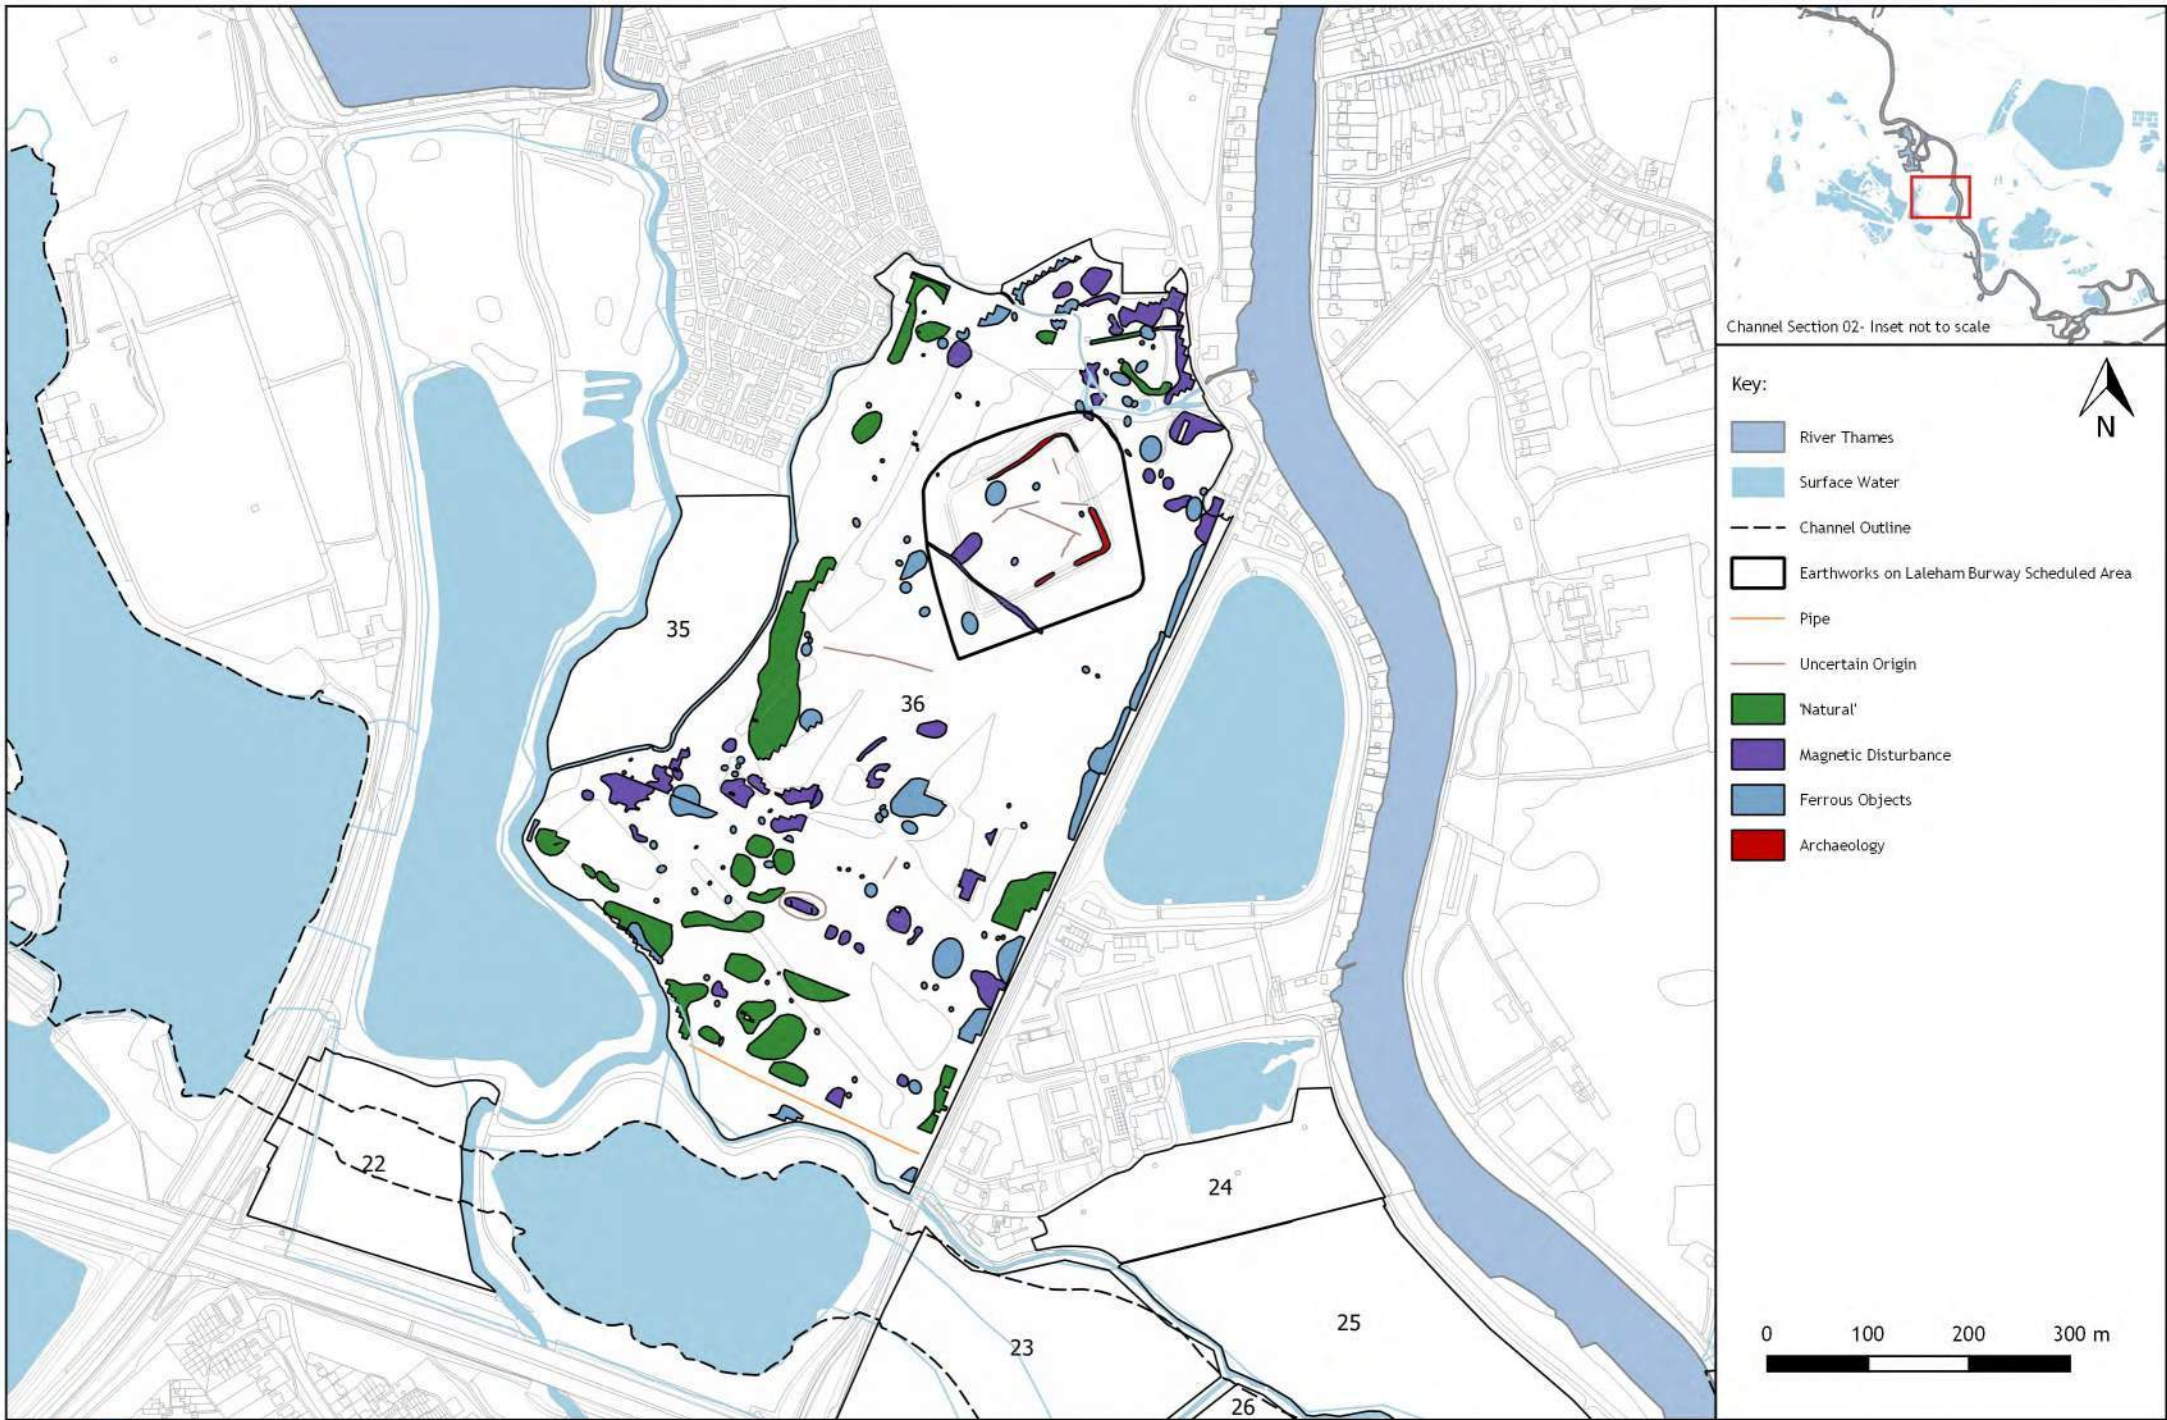 Channel Section 02- Inset not to scale
Key:
N
River Thames
Surface Water
Channel Outline
Earthworks on Laleham Burway Scheduled Area
Pipe
Uncertain Origin
'Natural'
Magnetic Disturbance
Ferrous Objects
Archaeology
0 100 200 300 m
35
36
22
24
25
23
26